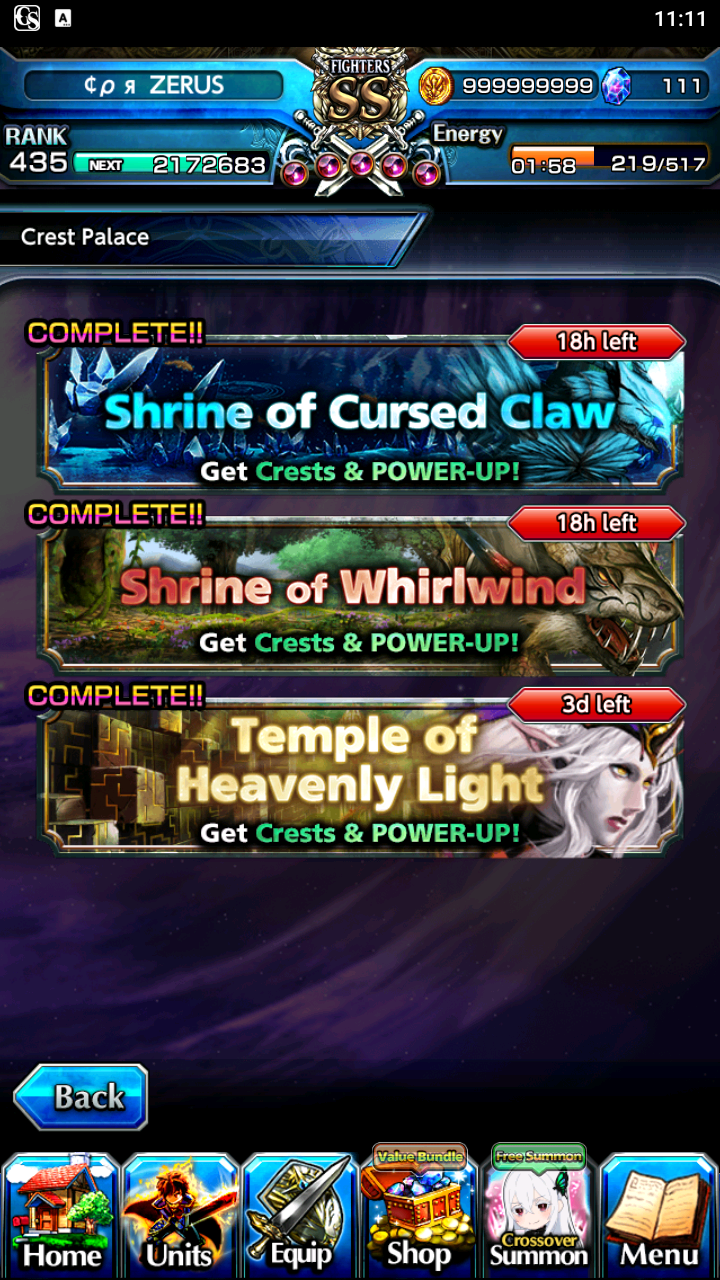 11:11
¢ρ я ZERUS
FIGHTERS
SS
999999999
111
RANK
435
NEXT 2172683
Energy
01:58
219/517
Crest Palace
COMPLETE!!
18h left
Shrine of Cursed Claw
Get Crests & POWER-UP!
COMPLETE!!
18h left
Shrine of Whirlwind
Get Crests & POWER-UP!
COMPLETE!!
3d left
Temple of
Heavenly Light
Get Crests & POWER-UP!
Back
Home
Units
Equip
Value Bundle
Shop
Free Summon
Crossover
Summon
Menu